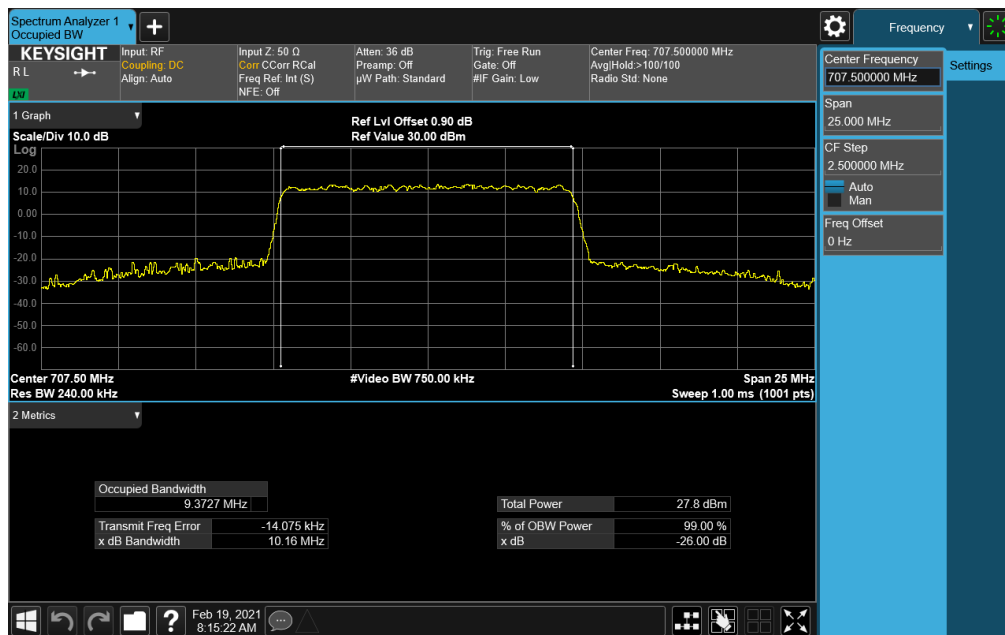 Spectrum Analyzer 1
Occupied BW
Frequency
KEYSIGHT
R L
LXI
Input: RF
Coupling: DC
Align: Auto
Input Z: 50 Ω
Corr CCorr RCal
Freq Ref: Int (S)
NFE: Off
Atten: 36 dB
Preamp: Off
µW Path: Standard
Trig: Free Run
Gate: Off
#IF Gain: Low
Center Freq: 707.500000 MHz
Avg|Hold:>100/100
Radio Std: None
Center Frequency
707.500000 MHz
Settings
Span
25.000 MHz
CF Step
2.500000 MHz
Auto
Man
Freq Offset
0 Hz
1 Graph
Scale/Div 10.0 dB
Ref Lvl Offset 0.90 dB
Ref Value 30.00 dBm
Log
20.0
10.0
0.00
-10.0
-20.0
-30.0
-40.0
-50.0
-60.0
Center 707.50 MHz
#Video BW 750.00 kHz
Span 25 MHz
Res BW 240.00 kHz
Sweep 1.00 ms (1001 pts)
2 Metrics
Occupied Bandwidth
9.3727 MHz
Total Power 27.8 dBm
Transmit Freq Error -14.075 kHz
% of OBW Power 99.00 %
x dB Bandwidth 10.16 MHz
x dB -26.00 dB
Feb 19, 2021
8:15:22 AM